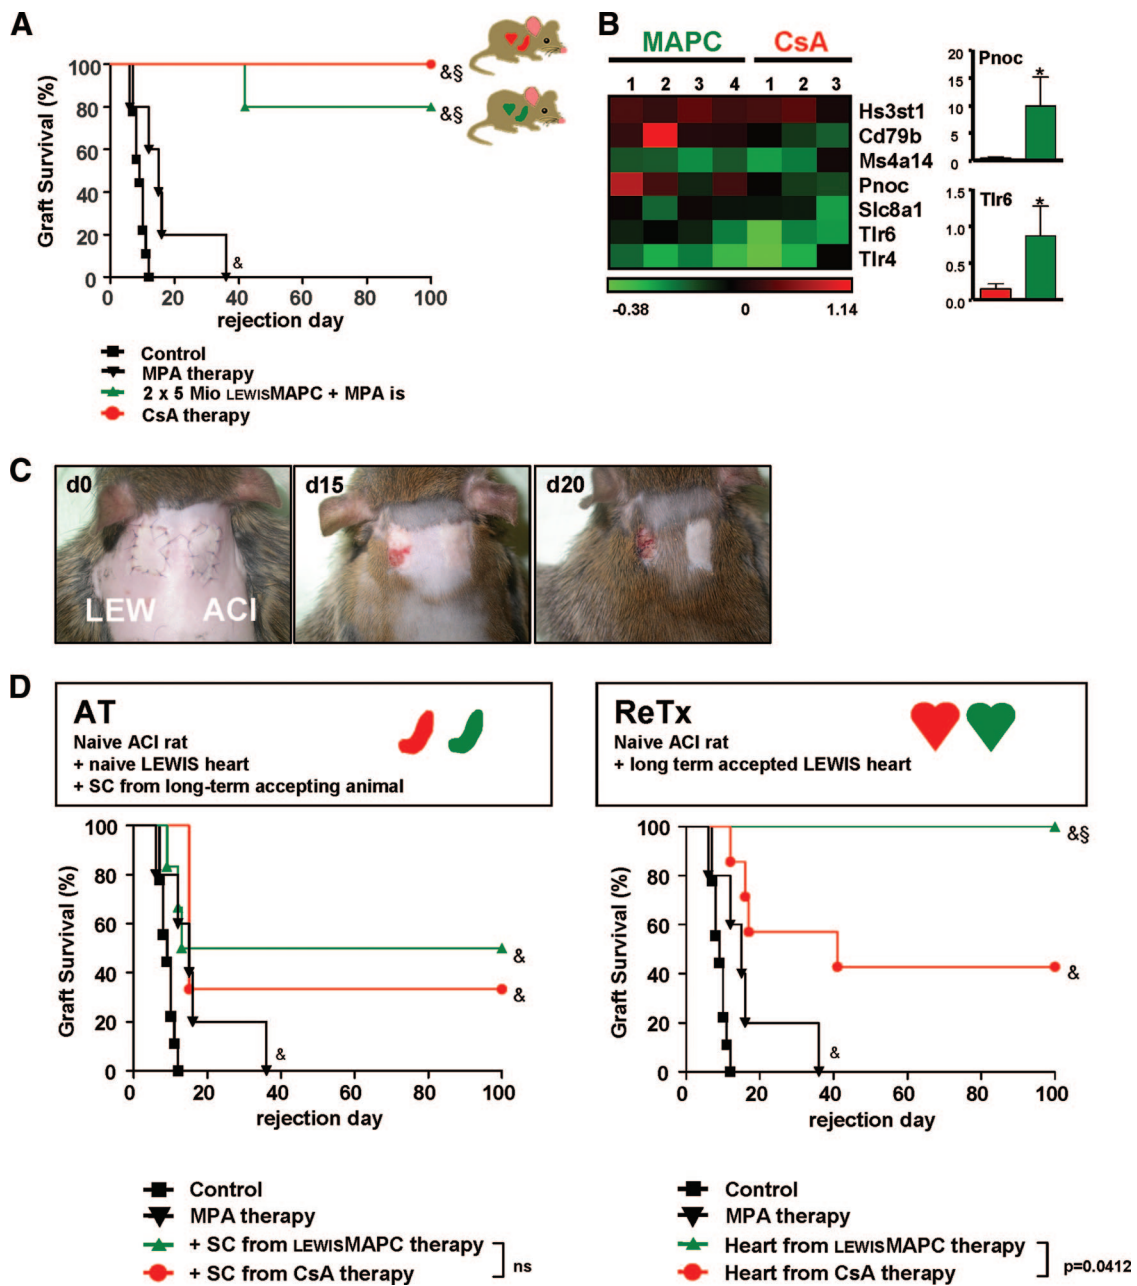 A
Graft Survival (%)
100
80
60
40
20
0
&§
&§
&
0 20 40 60 80 100
rejection day
Control
MPA therapy
2 x 5 Mio LEWISMAPC + MPA is
CsA therapy
B
MAPC CsA
1 2 3 4 1 2 3
Hs3st1
Cd79b
Ms4a14
Pnoc
Slc8a1
Tlr6
Tlr4
-0.38 0 1.14
Pnoc
20
15
10
5
0
*
Tlr6
1.5
1.0
0.5
0.0
*
C
d0
LEW ACI
d15
d20
D
AT
Naive ACI rat
+ naive LEWIS heart
+ SC from long-term accepting animal
Graft Survival (%)
100
80
60
40
20
0
&
&
&
0 20 40 60 80 100
rejection day
Control
MPA therapy
+ SC from LEWISMAPC therapy
+ SC from CsA therapy
ns
ReTx
Naive ACI rat
+ long term accepted LEWIS heart
Graft Survival (%)
100
80
60
40
20
0
&§
&
&
0 20 40 60 80 100
rejection day
Control
MPA therapy
Heart from LEWISMAPC therapy
Heart from CsA therapy
p=0.0412